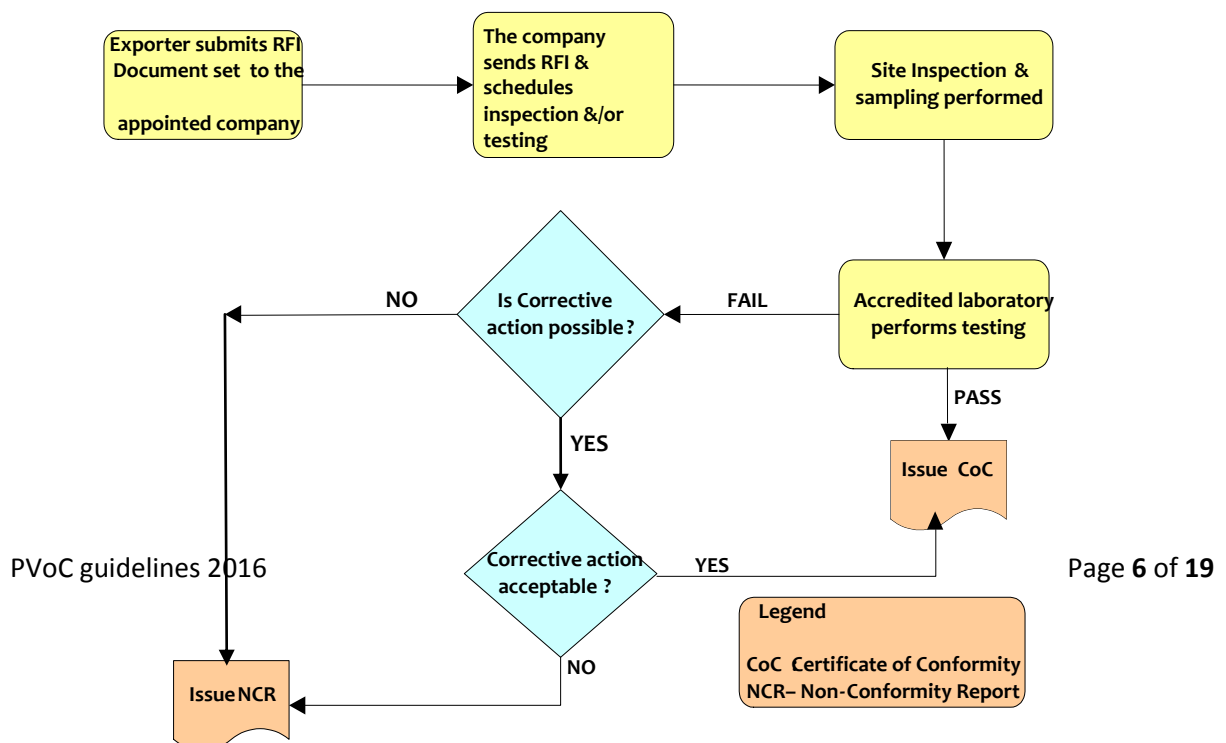 Exporter submits RFI
Document set to the
appointed company
The company
sends RFI &
schedules
inspection &/or
testing
Site Inspection &
sampling performed
NO
Is Corrective
action possible ?
FAIL
Accredited laboratory
performs testing
PASS
YES
Issue CoC
PVoC guidelines 2016
Corrective action
acceptable ?
YES
Page 6 of 19
Legend
CoC Certificate of Conformity
NCR– Non-Conformity Report
NO
Issue NCR